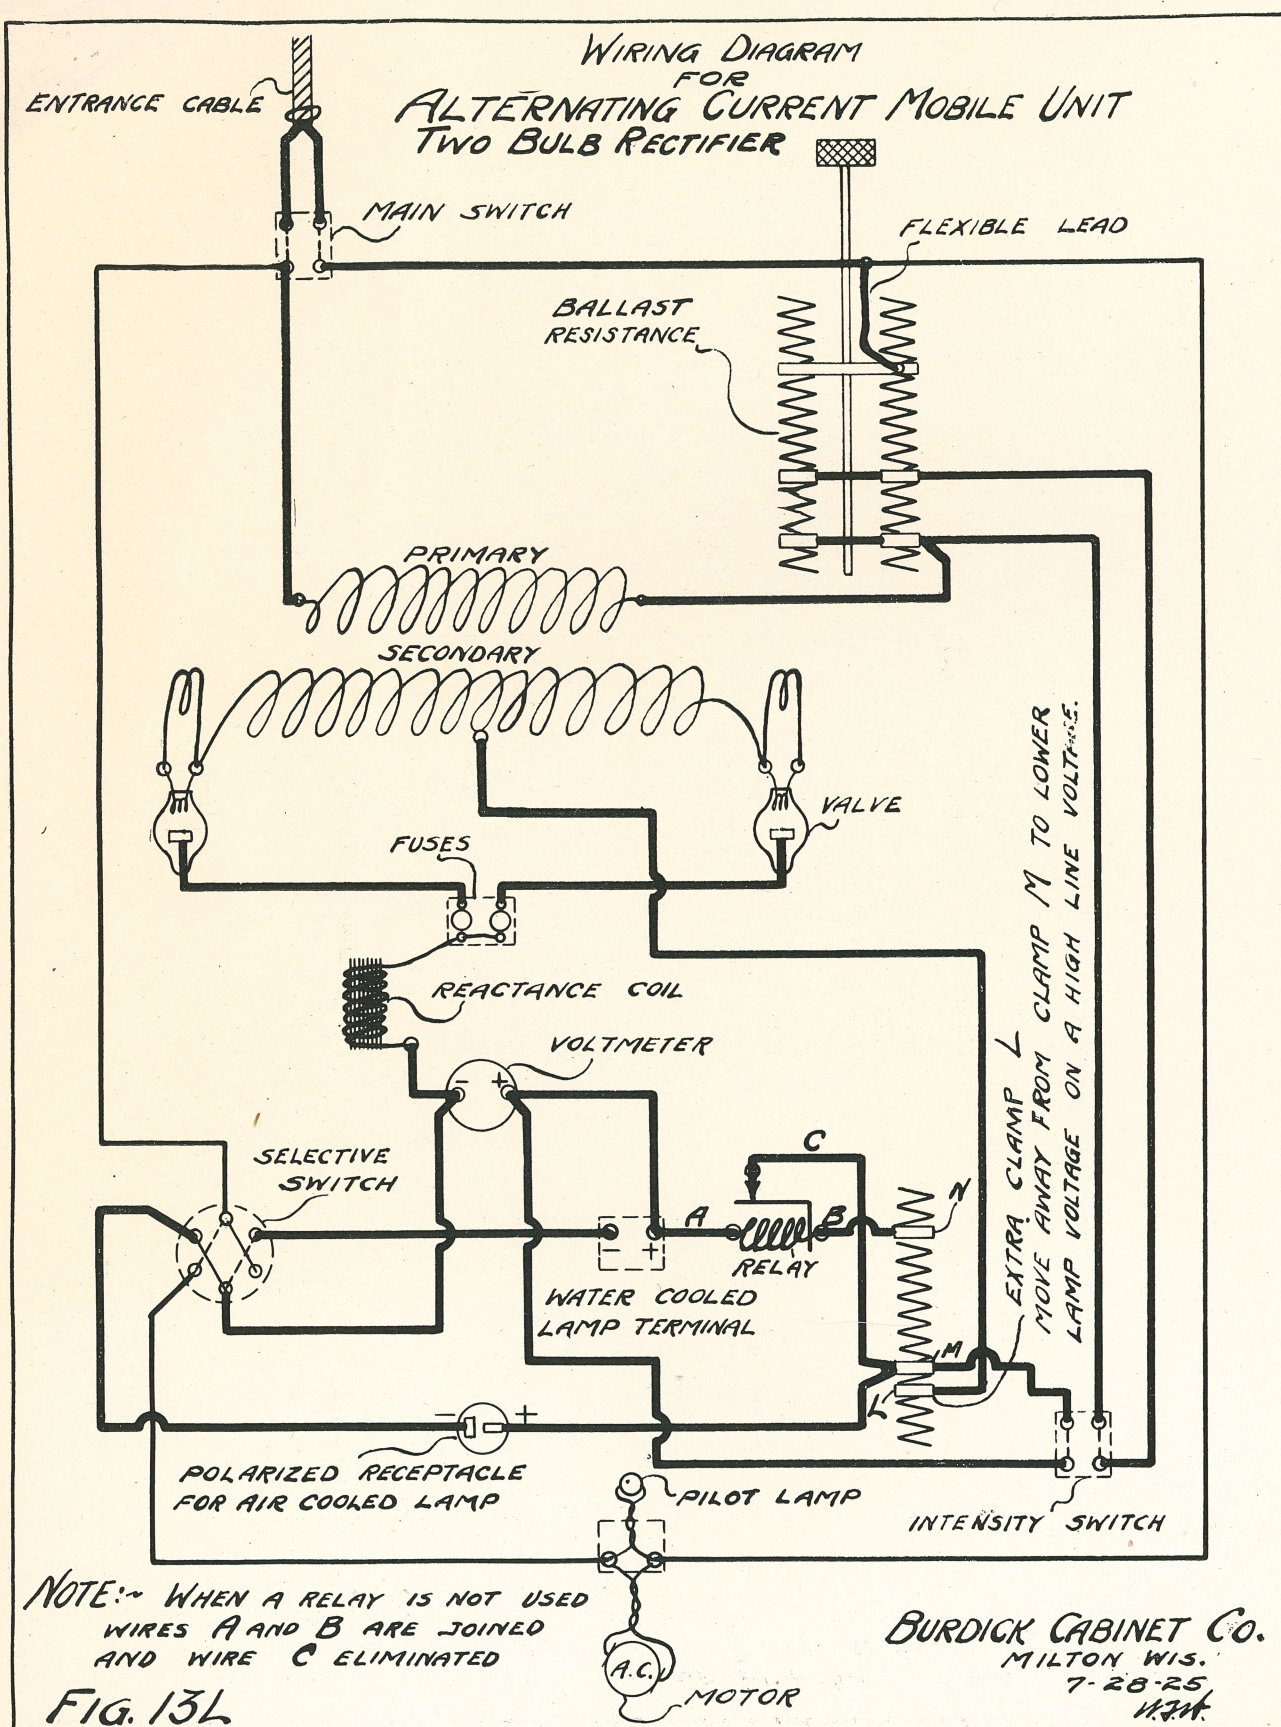 WIRING DIAGRAM
FOR
ALTERNATING CURRENT MOBILE UNIT
TWO BULB RECTIFIER
ENTRANCE CABLE
MAIN SWITCH
FLEXIBLE LEAD
BALLAST
RESISTANCE
PRIMARY
SECONDARY
VALVE
FUSES
REACTANCE COIL
VOLTMETER
- +
SELECTIVE
SWITCH
C
A
B
N
- +
RELAY
WATER COOLED
LAMP TERMINAL
M
L
EXTRA CLAMP L
MOVE AWAY FROM CLAMP M TO LOWER
LAMP VOLTAGE ON A HIGH LINE VOLTAGE.
- +
POLARIZED RECEPTACLE
FOR AIR COOLED LAMP
PILOT LAMP
INTENSITY SWITCH
NOTE:~ WHEN A RELAY IS NOT USED
WIRES A AND B ARE JOINED
AND WIRE C ELIMINATED
A.C.
MOTOR
BURDICK CABINET CO.
MILTON WIS.
7-28-25
FIG. 13L